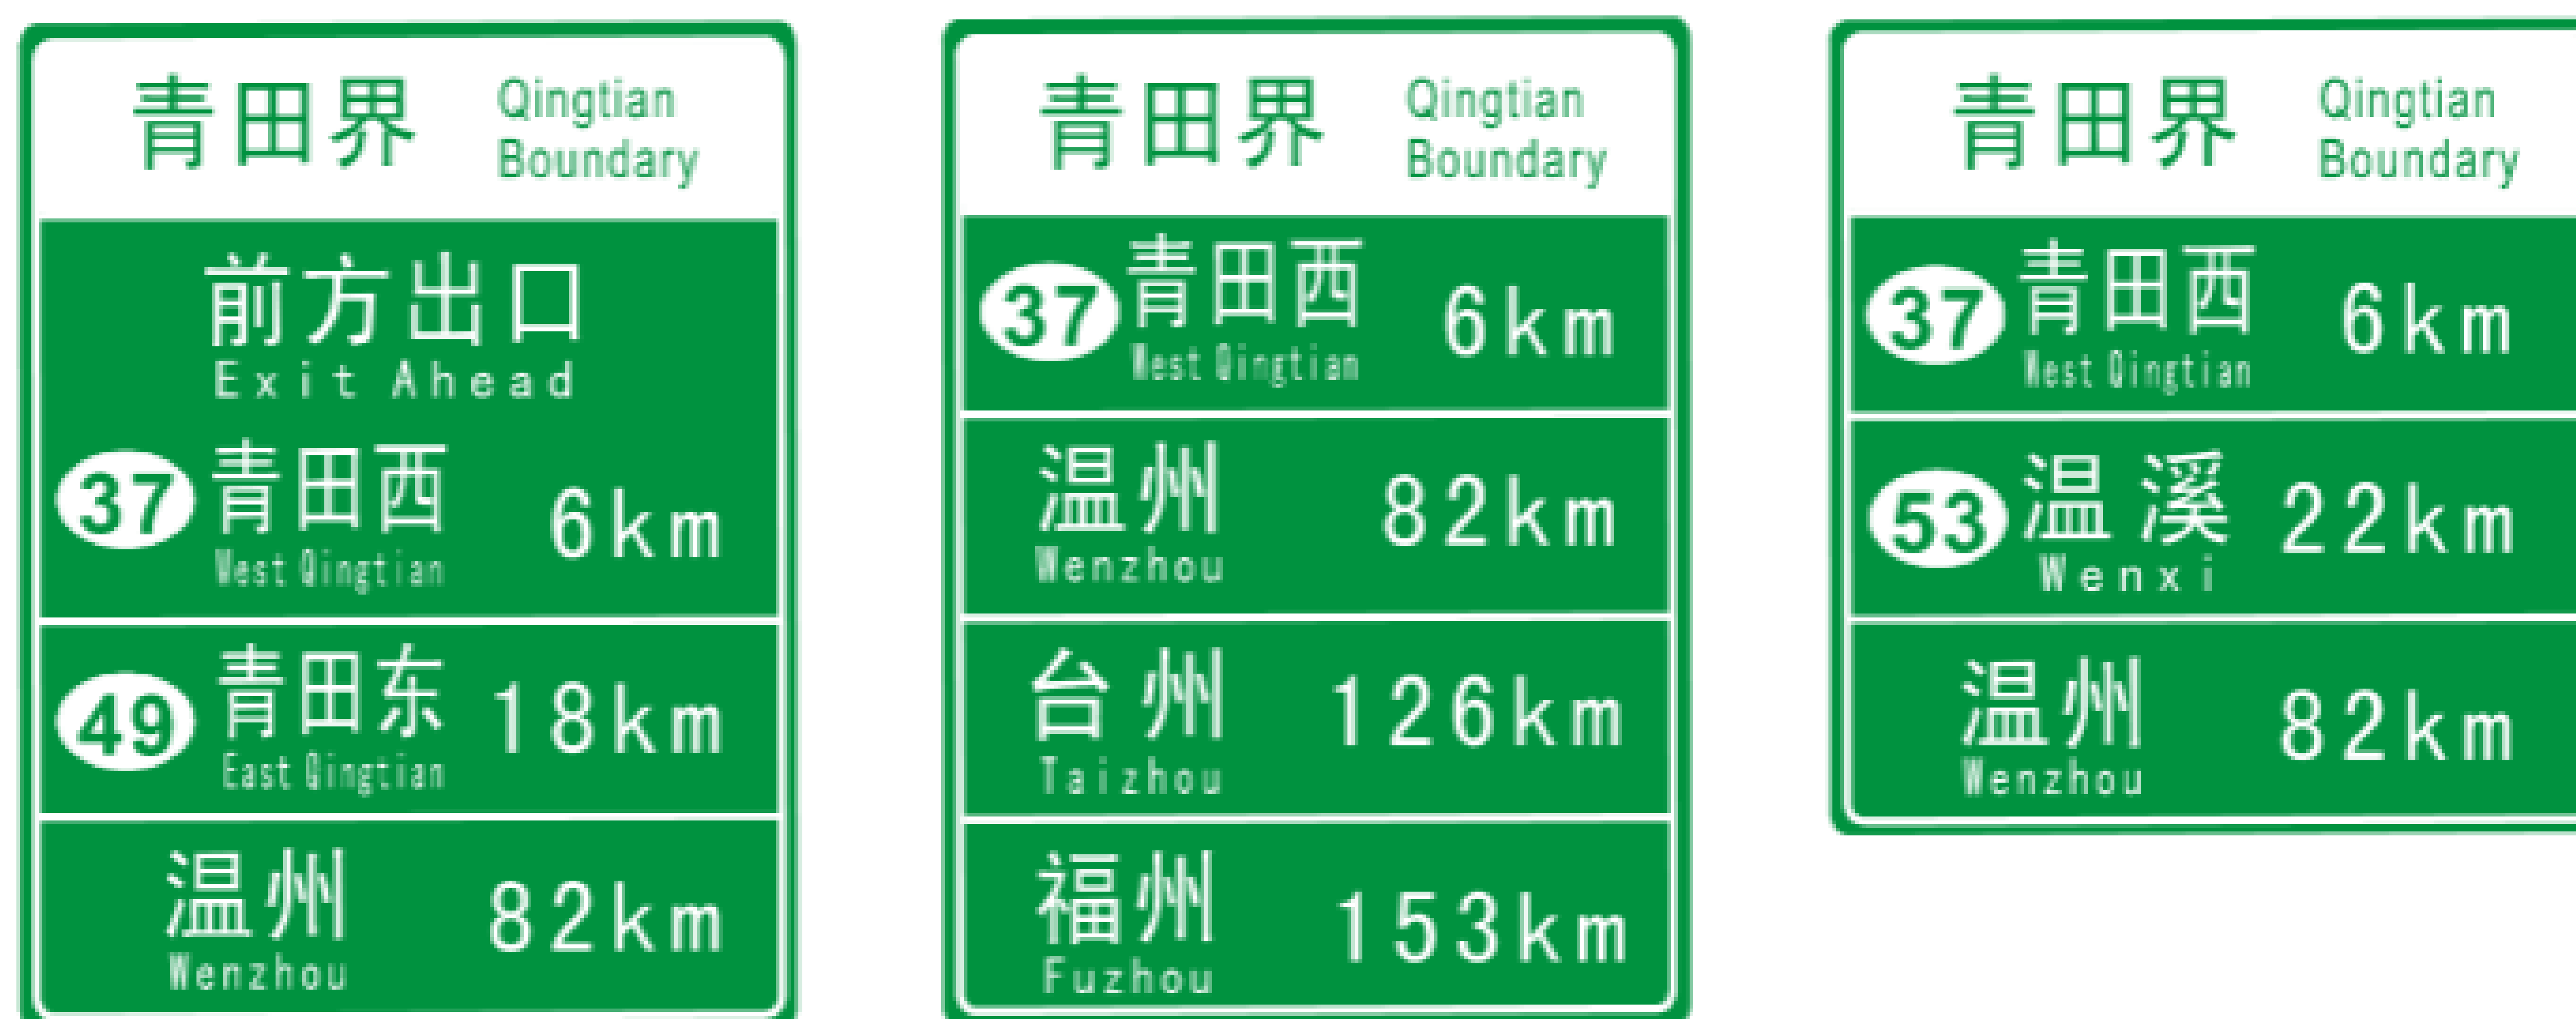 青田界
Qingtian
Boundary
前方出口
Exit Ahead
37 青田西 6km
West Qingtian
49 青田东 18km
East Qingtian
温州 82km
Wenzhou
青田界
Qingtian
Boundary
37 青田西 6km
West Qingtian
温州 82km
Wenzhou
台州 126km
Taizhou
福州 153km
Fuzhou
青田界
Qingtian
Boundary
37 青田西 6km
West Qingtian
53 温溪 22km
Wenxi
温州 82km
Wenzhou